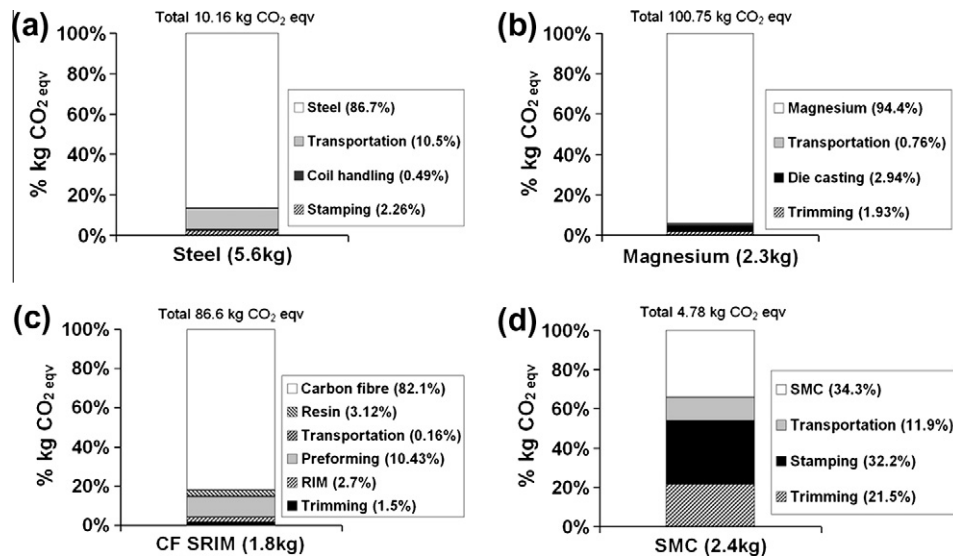 (a)
Total 10.16 kg CO2 eqv
100%
80%
60%
40%
20%
0%
% kg CO2 eqv
Steel (86.7%)
Transportation (10.5%)
Coil handling (0.49%)
Stamping (2.26%)
Steel (5.6kg)
(b)
Total 100.75 kg CO2 eqv
100%
80%
60%
40%
20%
0%
% kg CO2 eqv
Magnesium (94.4%)
Transportation (0.76%)
Die casting (2.94%)
Trimming (1.93%)
Magnesium (2.3kg)
(c)
Total 86.6 kg CO2 eqv
100%
80%
60%
40%
20%
0%
% kg CO2 eqv
Carbon fibre (82.1%)
Resin (3.12%)
Transportation (0.16%)
Preforming (10.43%)
RIM (2.7%)
Trimming (1.5%)
CF SRIM (1.8kg)
(d)
Total 4.78 kg CO2 eqv
100%
80%
60%
40%
20%
0%
% kg CO2 eqv
SMC (34.3%)
Transportation (11.9%)
Stamping (32.2%)
Trimming (21.5%)
SMC (2.4kg)